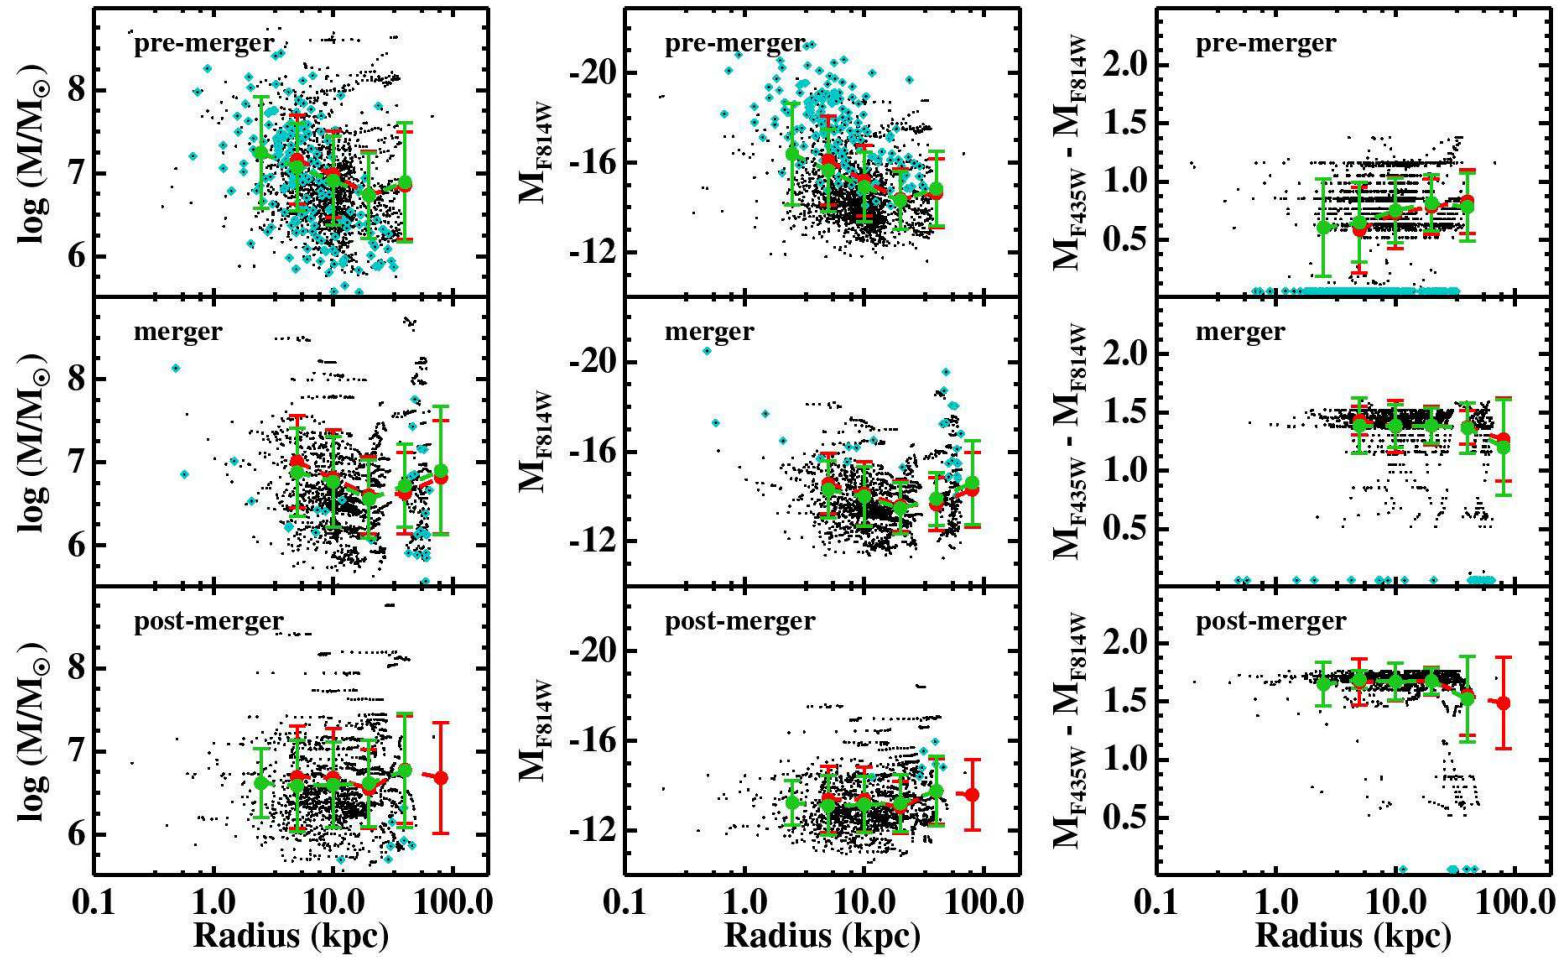 pre-merger
log (M/M⊙)
8
7
6
pre-merger
M_F814W
-20
-16
-12
pre-merger
M_F435W - M_F814W
2.0
1.5
1.0
0.5
merger
log (M/M⊙)
8
7
6
merger
M_F814W
-20
-16
-12
merger
M_F435W - M_F814W
2.0
1.5
1.0
0.5
post-merger
log (M/M⊙)
8
7
6
post-merger
M_F814W
-20
-16
-12
post-merger
M_F435W - M_F814W
2.0
1.5
1.0
0.5
0.1 1.0 10.0 100.0
Radius (kpc)
0.1 1.0 10.0 100.0
Radius (kpc)
0.1 1.0 10.0 100.0
Radius (kpc)